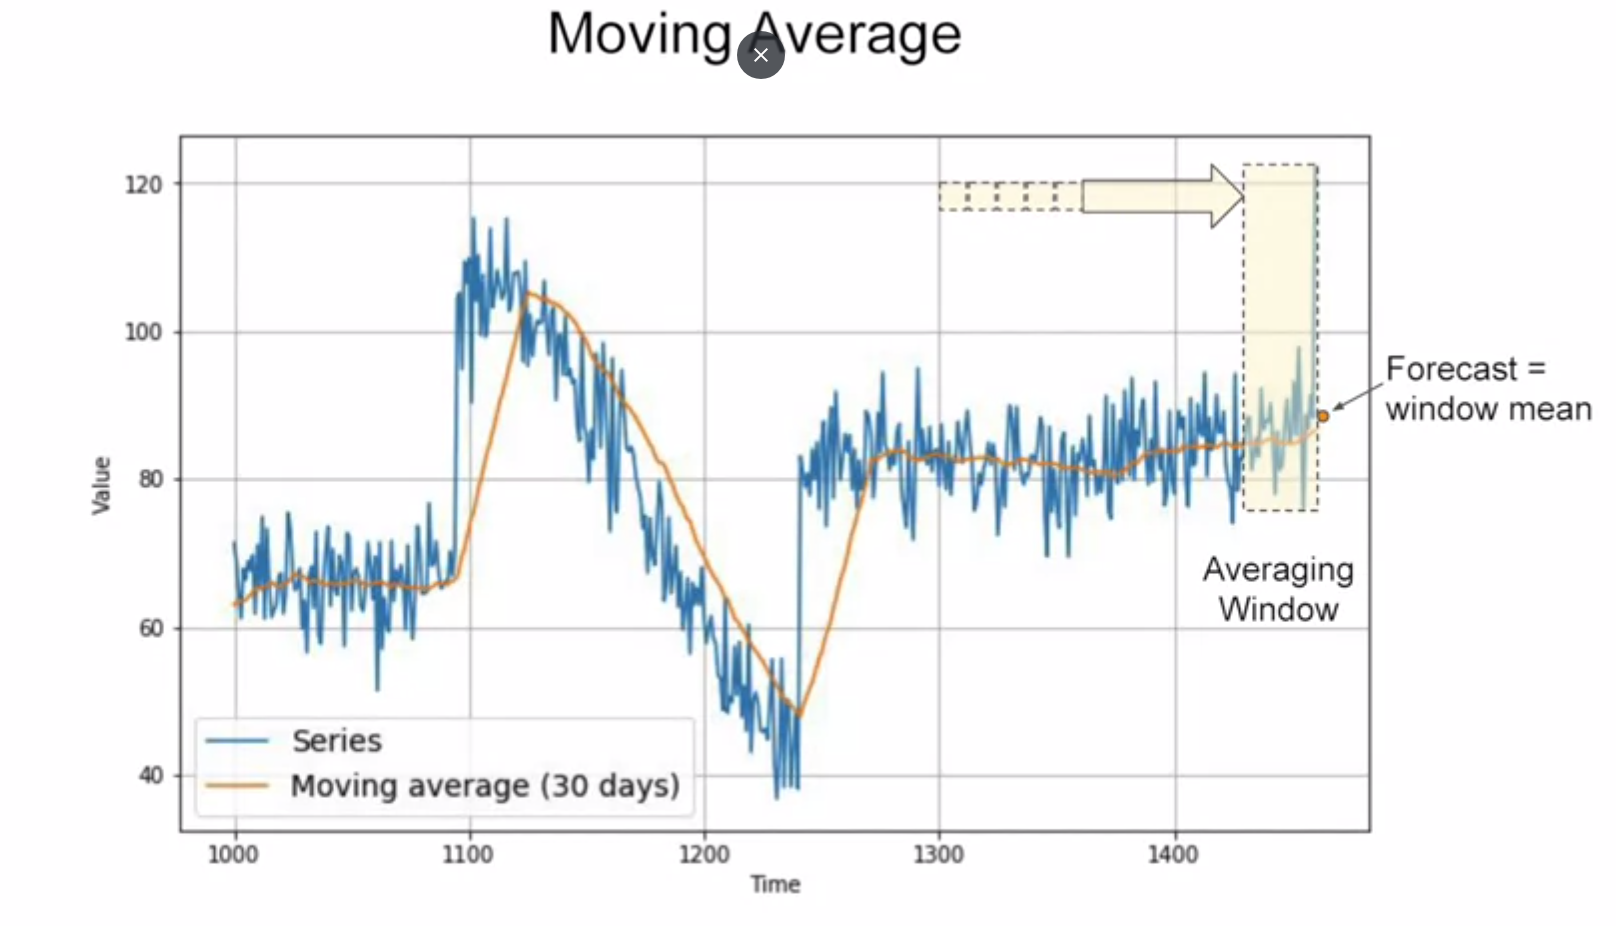 Moving Average
120
100
80
60
40
Value
1000
1100
1200
1300
1400
Time
Series
Moving average (30 days)
Forecast =
window mean
Averaging
Window